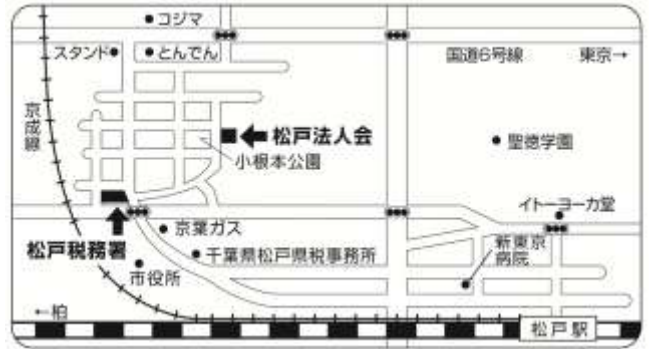 コジマ
スタンド
とんでん
国道6号線
東京→
京成線
松戸法人会
小根本公園
聖徳学園
イトーヨーカ堂
京葉ガス
新東京
病院
松戸税務署
千葉県松戸県税事務所
市役所
←柏
松戸駅